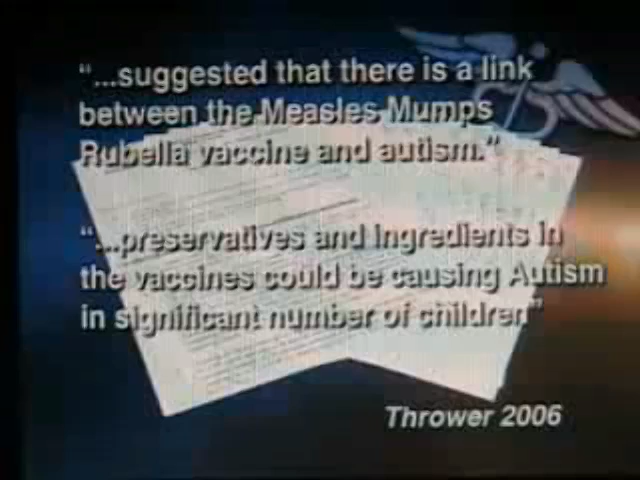 “...suggested that there is a link
between the Measles Mumps
Rubella vaccine and autism.”
“...preservatives and ingredients in
the vaccines could be causing Autism
in significant number of children”
Thrower 2006